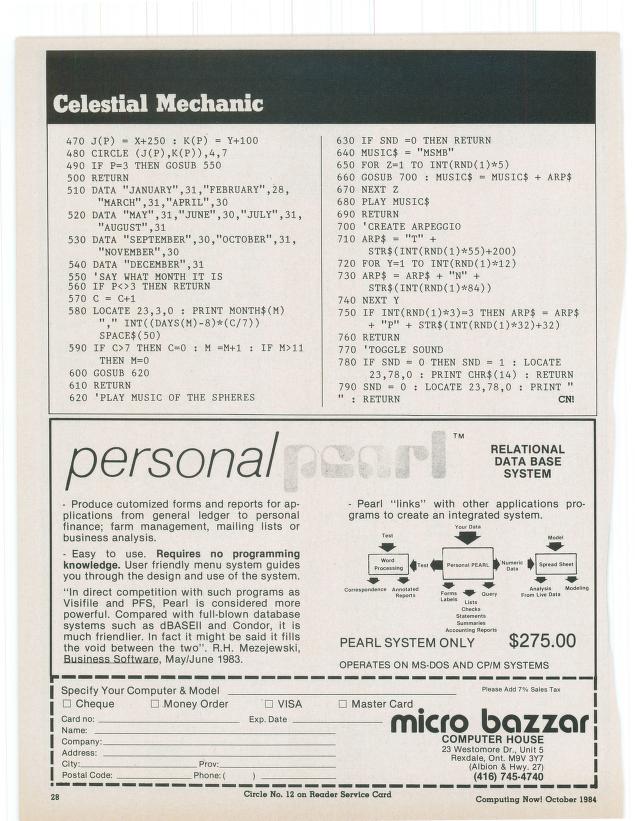 Celestial Mechanic
470 J(P) = X+250 : K(P) = Y+100
480 CIRCLE (J(P),K(P)),4,7
490 IF P=3 THEN GOSUB 550
500 RETURN
510 DATA "JANUARY",31,"FEBRUARY",28,
"MARCH",31,"APRIL",30
520 DATA "MAY",31,"JUNE",30,"JULY",31,
"AUGUST",31
530 DATA "SEPTEMBER",30,"OCTOBER",31,
"NOVEMBER",30
540 DATA "DECEMBER",31
550 'SAY WHAT MONTH IT IS
560 IF P<>3 THEN RETURN
570 C = C+1
580 LOCATE 23,3,0 : PRINT MONTH$(M)
"," INT((DAYS(M)-8)*(C/7))
SPACE$(50)
590 IF C>7 THEN C=0 : M =M+1 : IF M>11
THEN M=0
600 GOSUB 620
610 RETURN
620 'PLAY MUSIC OF THE SPHERES
630 IF SND =0 THEN RETURN
640 MUSIC$ = "MSMB"
650 FOR Z=1 TO INT(RND(1)*5)
660 GOSUB 700 : MUSIC$ = MUSIC$ + ARP$
670 NEXT Z
680 PLAY MUSIC$
690 RETURN
700 'CREATE ARPEGGIO
710 ARP$ = "T" +
STR$(INT(RND(1)*55)+200)
720 FOR Y=1 TO INT(RND(1)*12)
730 ARP$ = ARP$ + "N" +
STR$(INT(RND(1)*84))
740 NEXT Y
750 IF INT(RND(1)*3)=3 THEN ARP$ = ARP$
+ "P" + STR$(INT(RND(1)*32)+32)
760 RETURN
770 'TOGGLE SOUND
780 IF SND = 0 THEN SND = 1 : LOCATE
23,78,0 : PRINT CHR$(14) : RETURN
790 SND = 0 : LOCATE 23,78,0 : PRINT "
" : RETURN CN!
personal pearl TM
RELATIONAL
DATA BASE
SYSTEM
- Produce cutomized forms and reports for ap-
plications from general ledger to personal
finance; farm management, mailing lists or
business analysis.
- Easy to use. Requires no programming
knowledge. User friendly menu system guides
you through the design and use of the system.
"In direct competition with such programs as
Visifile and PFS, Pearl is considered more
powerful. Compared with full-blown database
systems such as dBASEII and Condor, it is
much friendlier. In fact it might be said it fills
the void between the two". R.H. Mezejewski,
Business Software, May/June 1983.
- Pearl "links" with other applications pro-
grams to create an integrated system.
Your Data
Test
Model
Word
Processing
Test
Personal PEARL
Numeric
Data
Spread Sheet
Correspondence
Annotated
Reports
Forms
Labels
Query
Lists
Checks
Statements
Summaries
Accounting Reports
Analysis
From Live Data
Modeling
PEARL SYSTEM ONLY $275.00
OPERATES ON MS-DOS AND CP/M SYSTEMS
Specify Your Computer & Model
Please Add 7% Sales Tax
Cheque Money Order VISA Master Card
Card no: Exp. Date
Name:
Company:
Address:
City: Prov:
Postal Code: Phone: ( )
micro bazzar
COMPUTER HOUSE
23 Westomore Dr., Unit 5
Rexdale, Ont. M9V 3Y7
(Albion & Hwy. 27)
(416) 745-4740
28
Circle No. 12 on Reader Service Card
Computing Now! October 1984